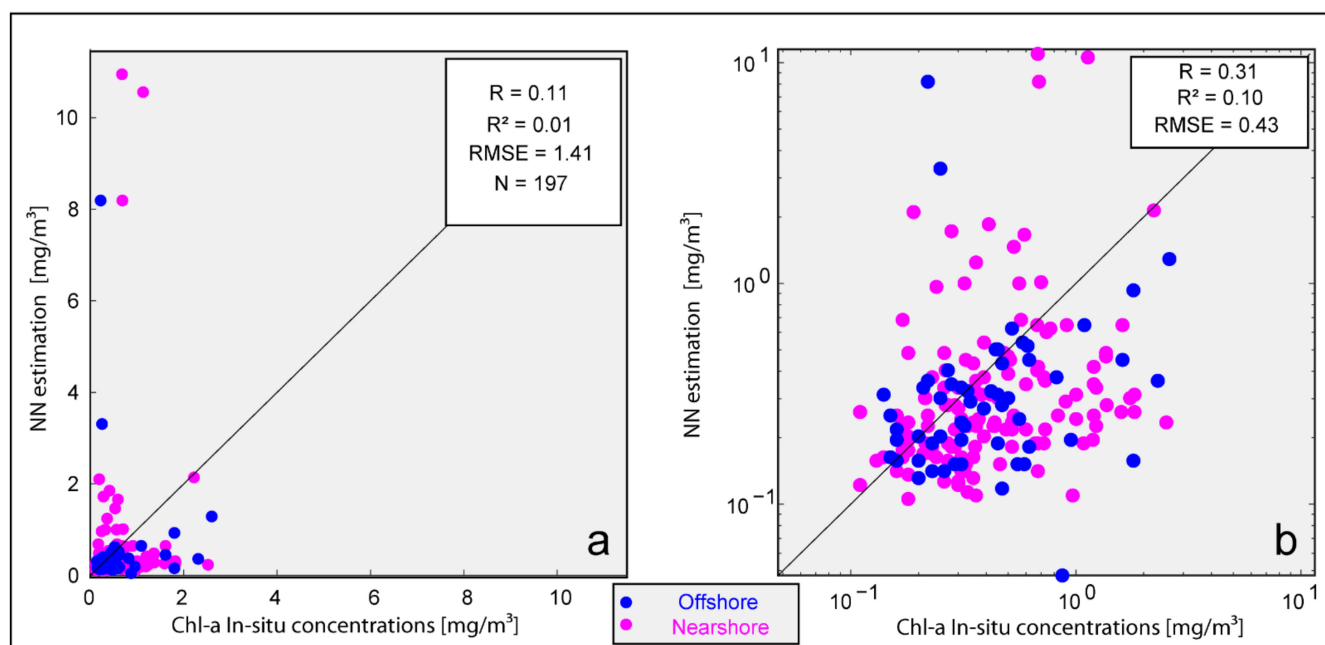 R = 0.11
R² = 0.01
RMSE = 1.41
N = 197
10
8
6
4
2
0
NN estimation [mg/m³]
a
0 2 4 6 8 10
Chl-a In-situ concentrations [mg/m³]
R = 0.31
R² = 0.10
RMSE = 0.43
10¹
10⁰
10⁻¹
NN estimation [mg/m³]
b
10⁻¹ 10⁰ 10¹
Chl-a In-situ concentrations [mg/m³]
Offshore
Nearshore